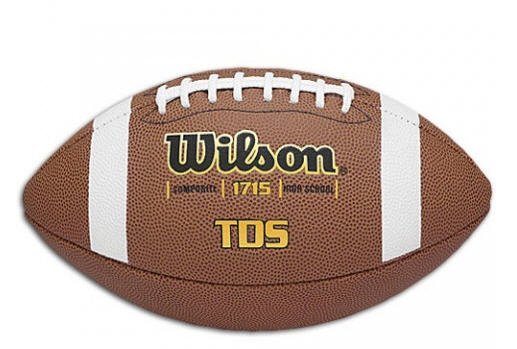 Wilson®
COMPOSITE | 1715 | HIGH SCHOOL
TDS